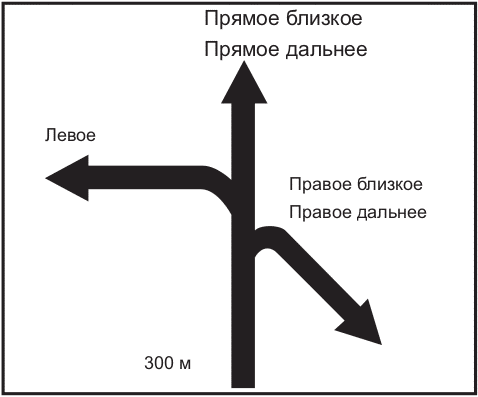 Прямое близкое
Прямое дальнее
Левое
Правое близкое
Правое дальнее
300 м